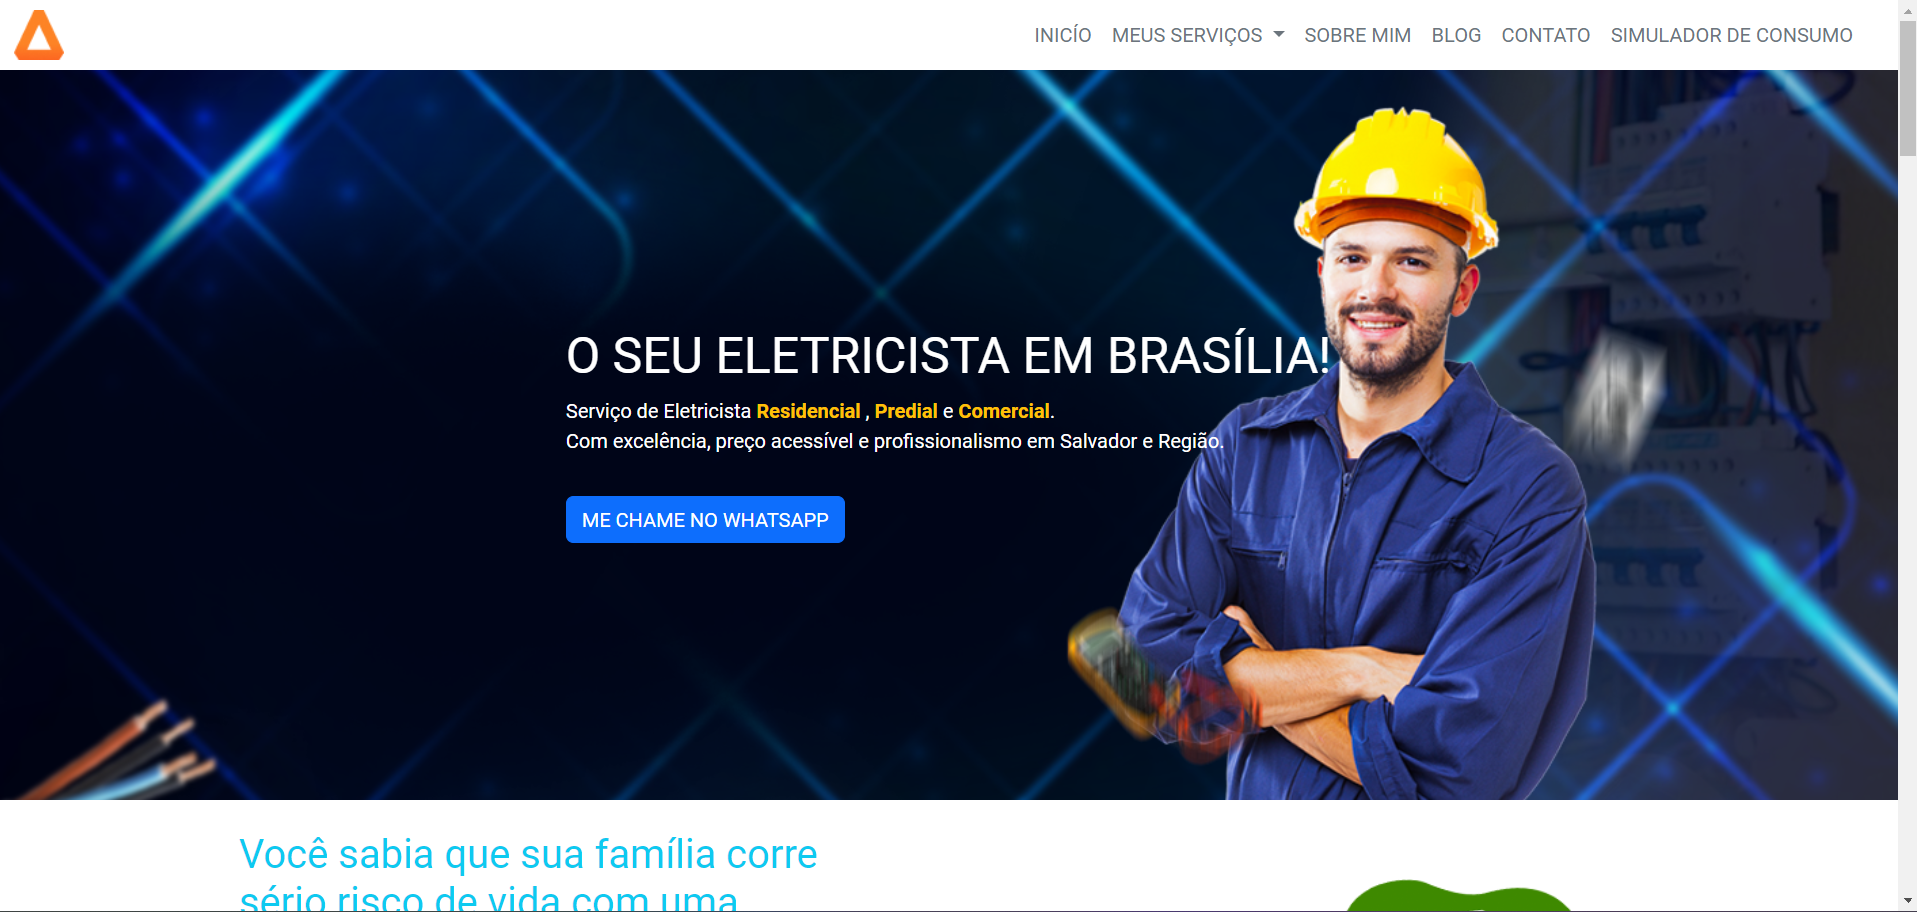 INICÍO MEUS SERVIÇOS SOBRE MIM BLOG CONTATO SIMULADOR DE CONSUMO
O SEU ELETRICISTA EM BRASÍLIA!
Serviço de Eletricista Residencial , Predial e Comercial.
Com excelência, preço acessível e profissionalismo em Salvador e Região.
ME CHAME NO WHATSAPP
Você sabia que sua família corre
sério risco de vida com uma